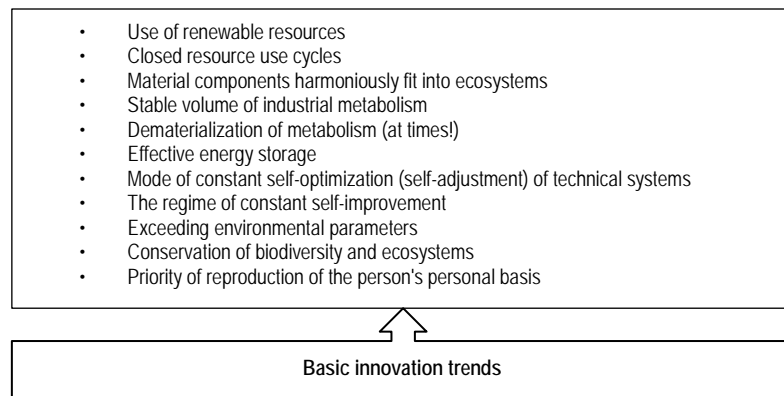 • Use of renewable resources
• Closed resource use cycles
• Material components harmoniously fit into ecosystems
• Stable volume of industrial metabolism
• Dematerialization of metabolism (at times!)
• Effective energy storage
• Mode of constant self-optimization (self-adjustment) of technical systems
• The regime of constant self-improvement
• Exceeding environmental parameters
• Conservation of biodiversity and ecosystems
• Priority of reproduction of the person's personal basis
Basic innovation trends